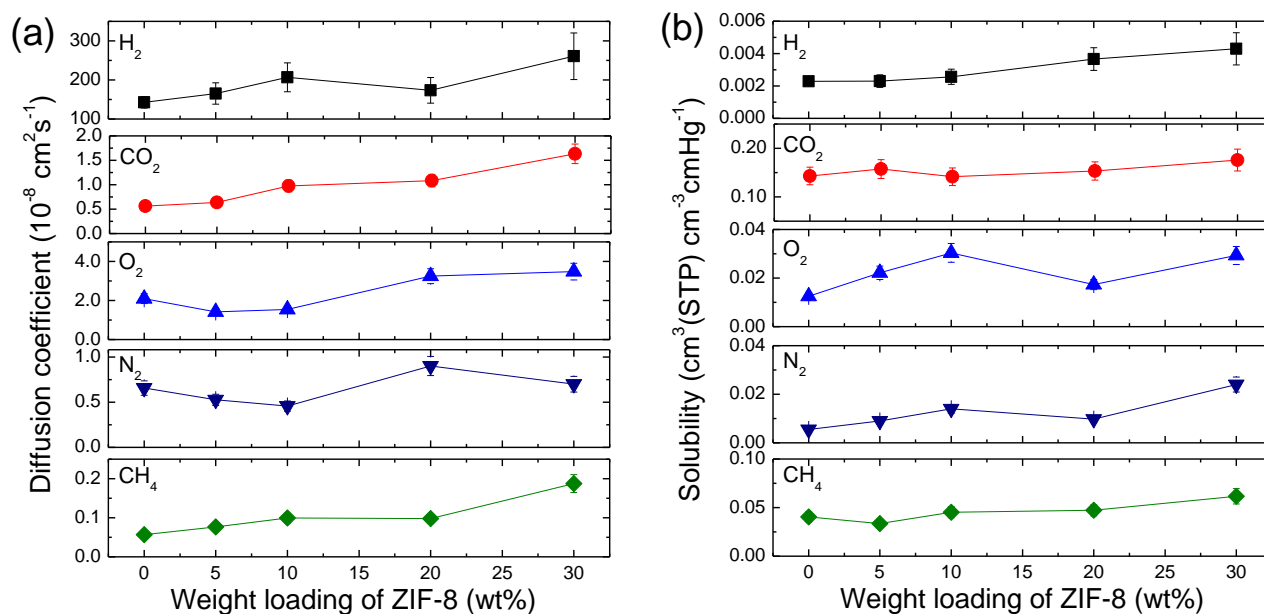 (a)
Diffusion coefficient (10⁻⁸ cm²s⁻¹)
H₂
300
250
200
150
100
CO₂
2.0
1.5
1.0
0.5
0.0
O₂
4.0
2.0
0.0
N₂
1.0
0.5
0.0
CH₄
0.2
0.1
0.0
0 5 10 15 20 25 30
Weight loading of ZIF-8 (wt%)
(b)
Solubility (cm³(STP) cm⁻³cmHg⁻¹)
H₂
0.006
0.004
0.002
0.000
CO₂
0.20
0.10
O₂
0.04
0.02
0.00
N₂
0.04
0.02
0.00
CH₄
0.10
0.05
0.00
0 5 10 15 20 25 30
Weight loading of ZIF-8 (wt%)